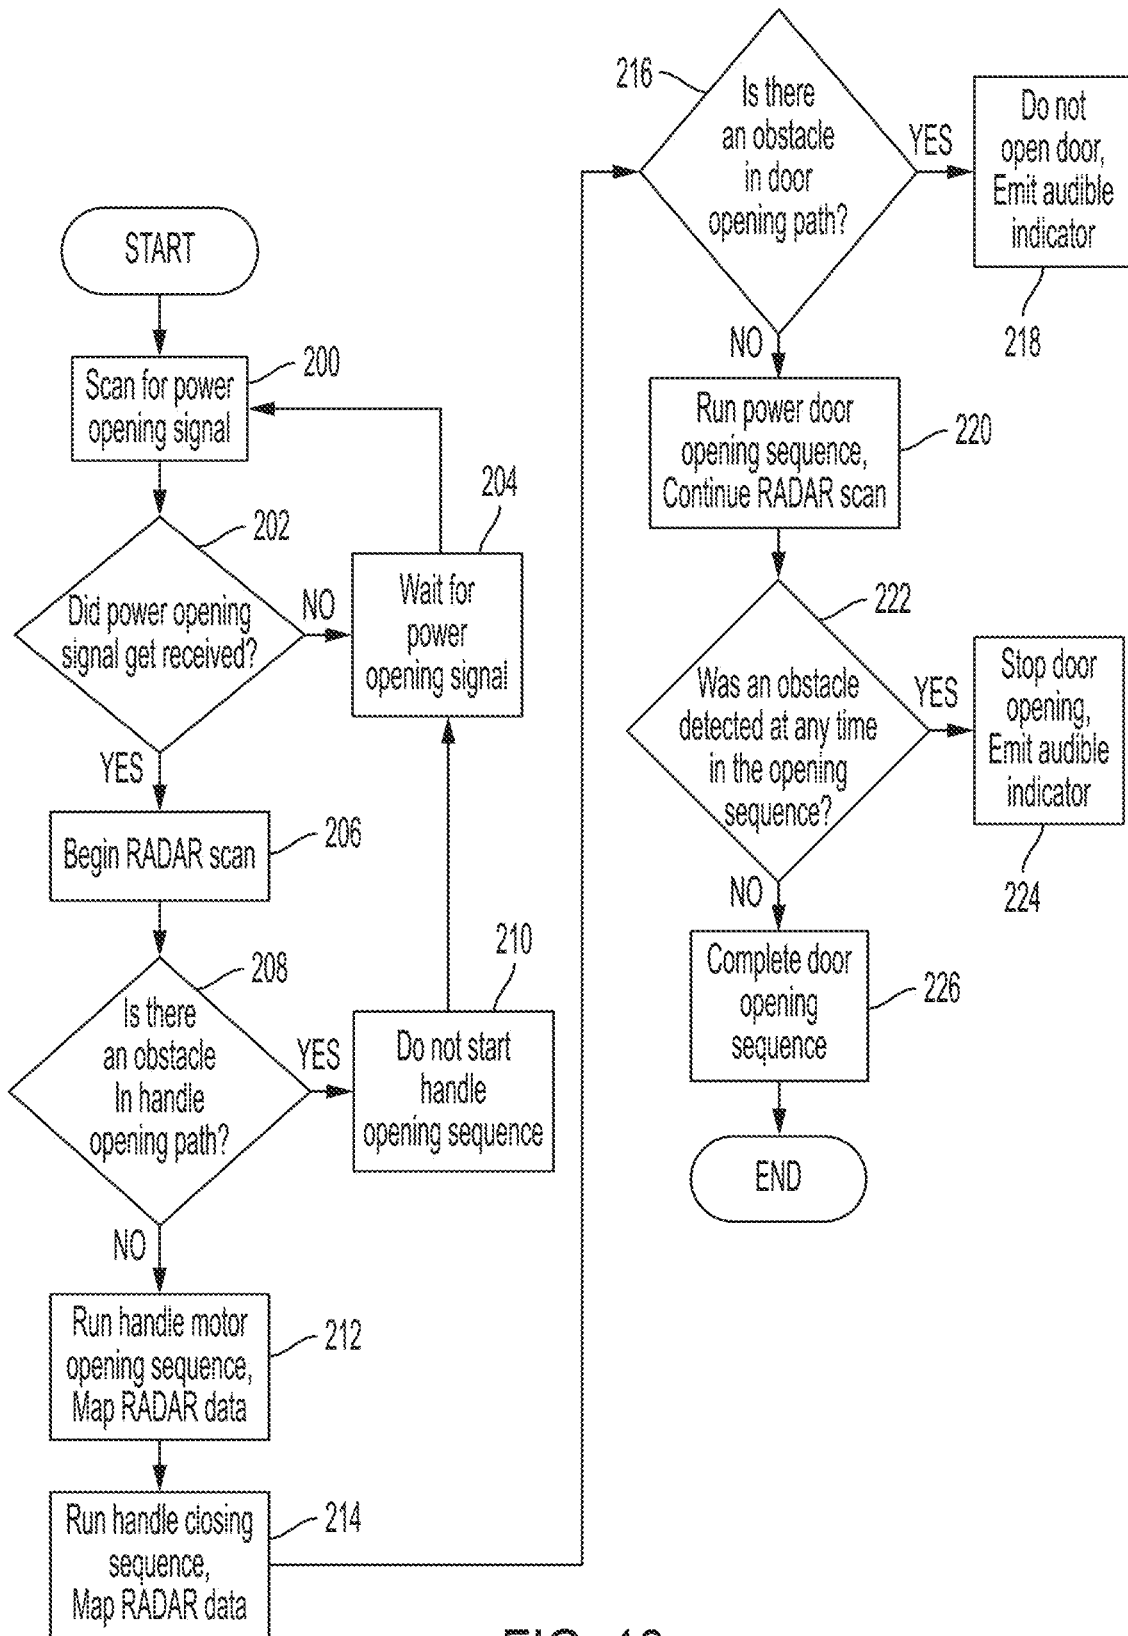 START
Scan for power
opening signal
200
202
Did power opening
signal get received?
NO
204
Wait for
power
opening signal
YES
Begin RADAR scan
206
208
Is there
an obstacle
In handle
opening path?
YES
210
Do not start
handle
opening sequence
NO
Run handle motor
opening sequence,
Map RADAR data
212
Run handle closing
sequence,
Map RADAR data
214
216
Is there
an obstacle
in door
opening path?
YES
Do not
open door,
Emit audible
indicator
218
NO
Run power door
opening sequence,
Continue RADAR scan
220
222
Was an obstacle
detected at any time
in the opening
sequence?
YES
Stop door
opening,
Emit audible
indicator
224
NO
Complete door
opening
sequence
226
END